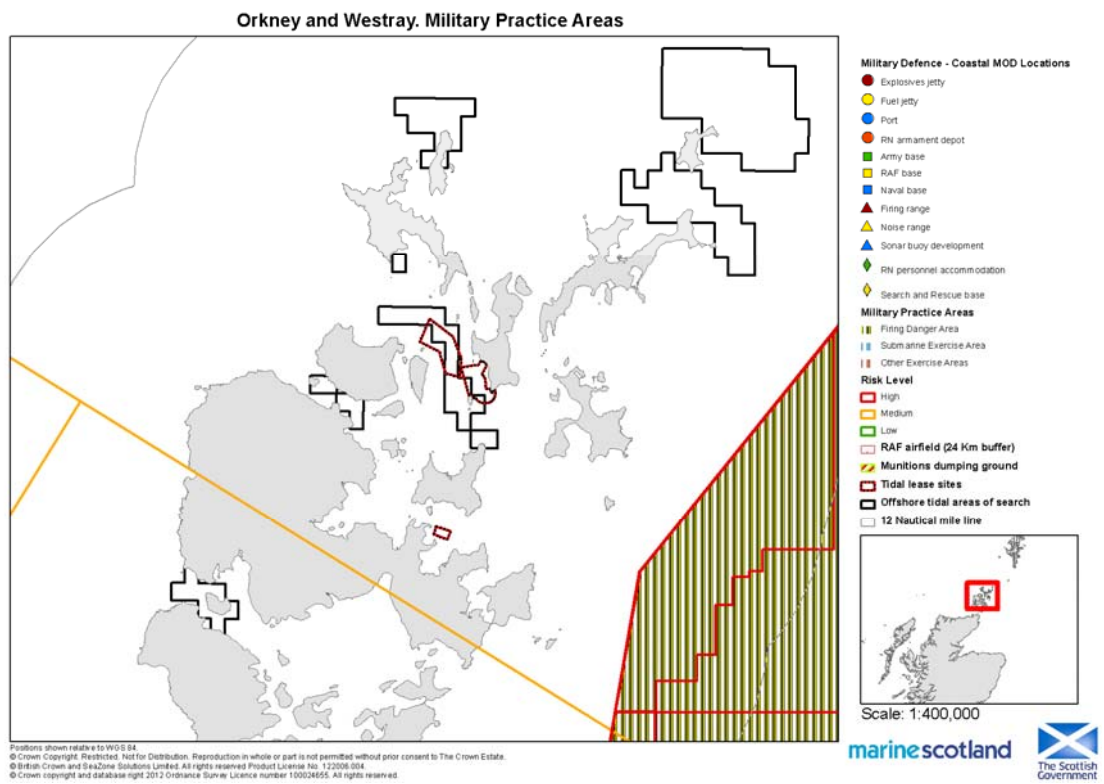 Orkney and Westray. Military Practice Areas
Military Defence - Coastal MOD Locations
Explosives jetty
Fuel jetty
Port
RN armament depot
Army base
RAF base
Naval base
Firing range
Noise range
Sonar buoy development
RN personnel accommodation
Search and Rescue base
Military Practice Areas
Firing Danger Area
Submarine Exercise Area
Other Exercise Areas
Risk Level
High
Medium
Low
RAF airfield (24 Km buffer)
Munitions dumping ground
Tidal lease sites
Offshore tidal areas of search
12 Nautical mile line
Scale: 1:400,000
marinescotland
The Scottish
Government
Positions shown relative to WGS 84.
© Crown Copyright. Restricted. Not for Distribution. Reproduction in whole or part is not permitted without prior consent to The Crown Estate.
© British Crown and SeaZone Solutions Limited. All rights reserved Product License No. 122006.004.
© Crown copyright and database right 2012 Ordnance Survey Licence number 100024655. All rights reserved.